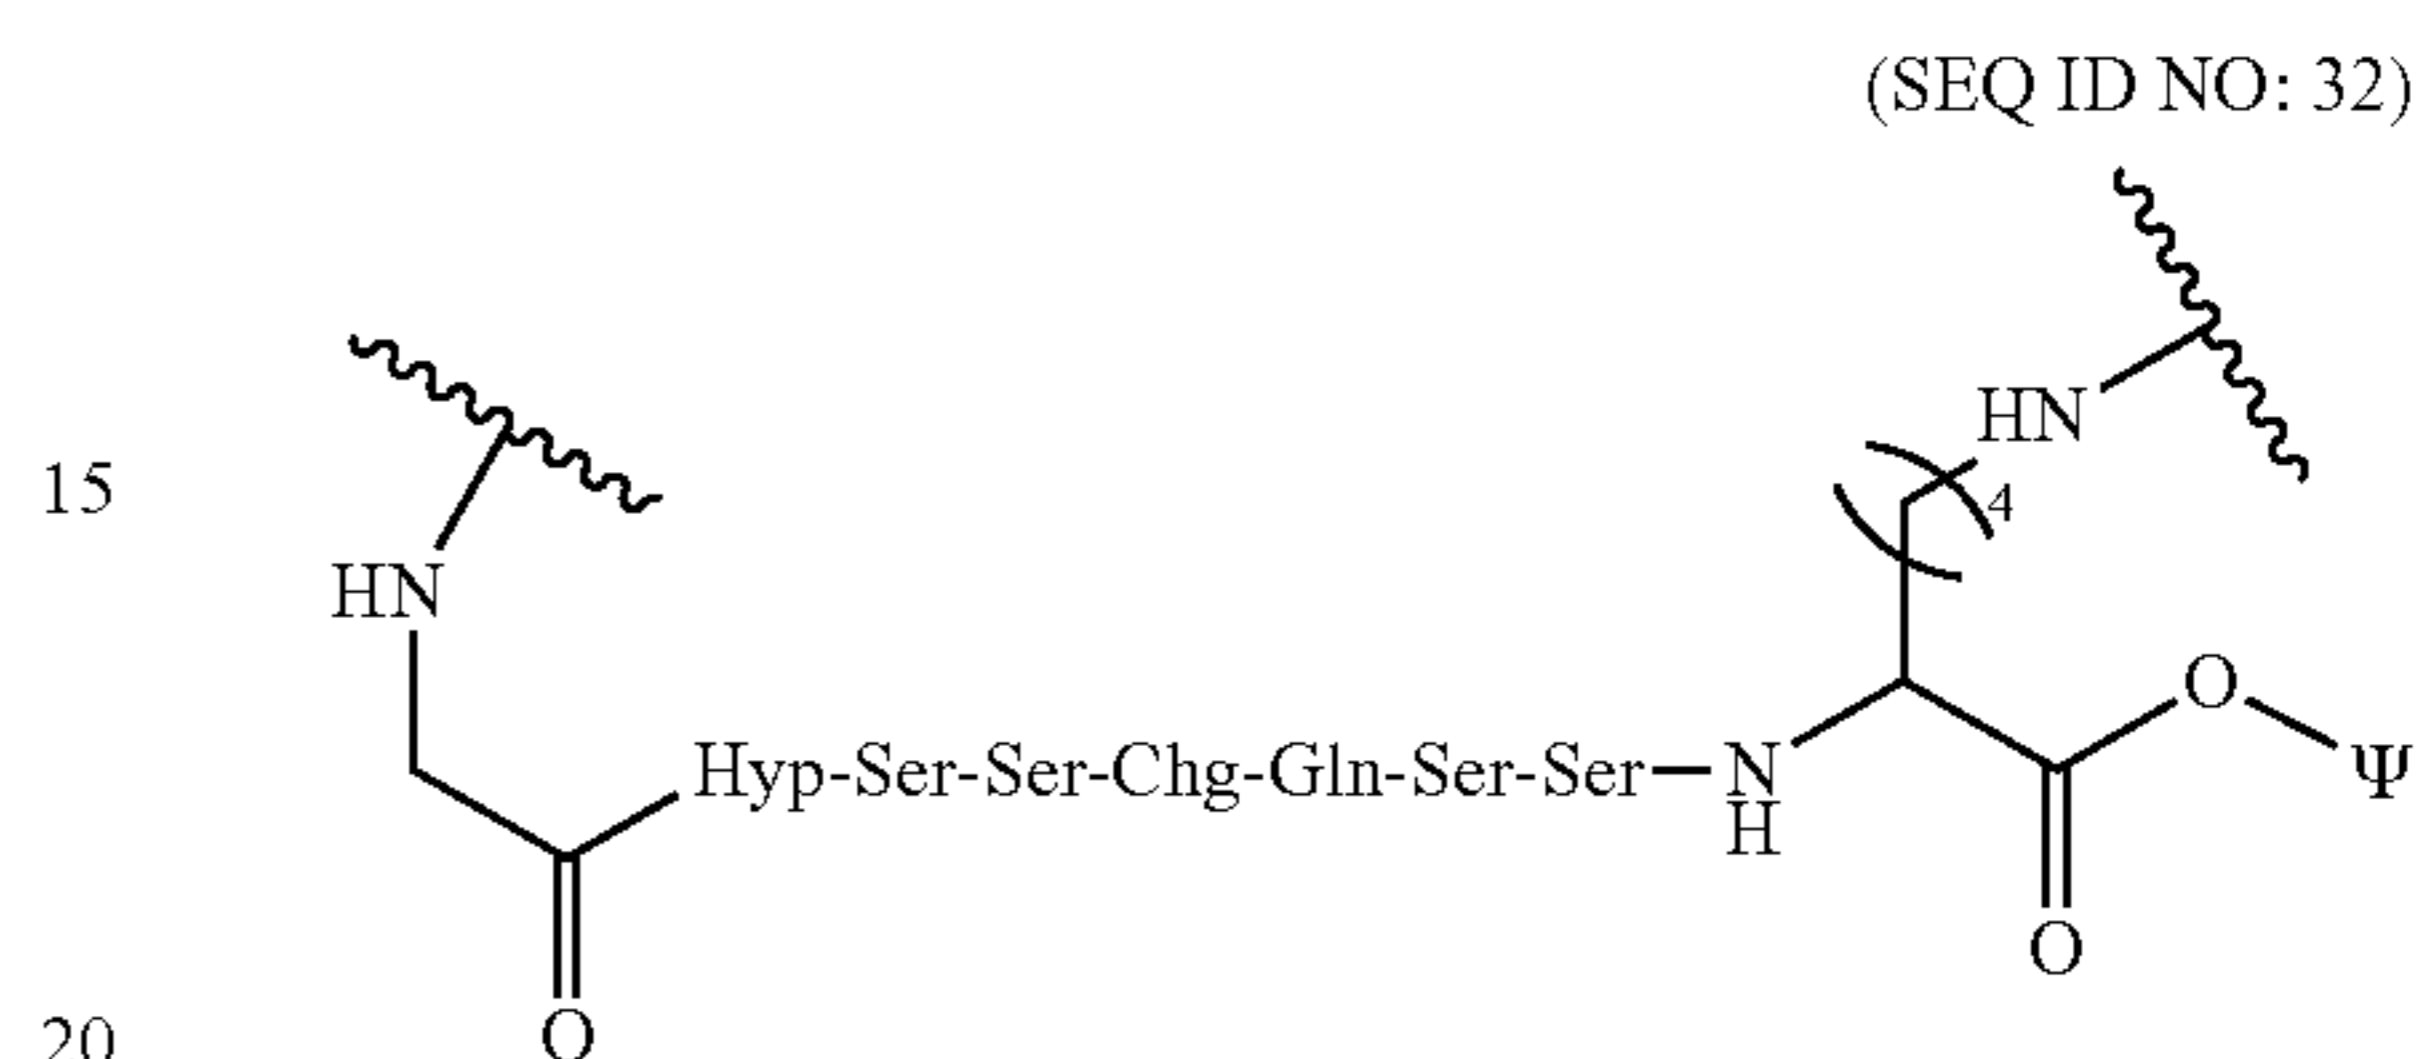 (SEQ ID NO: 32)
HN
4
15
HN
O
Hyp-Ser-Ser-Chg-Gln-Ser-Ser—N
Ψ
H
O
20
O